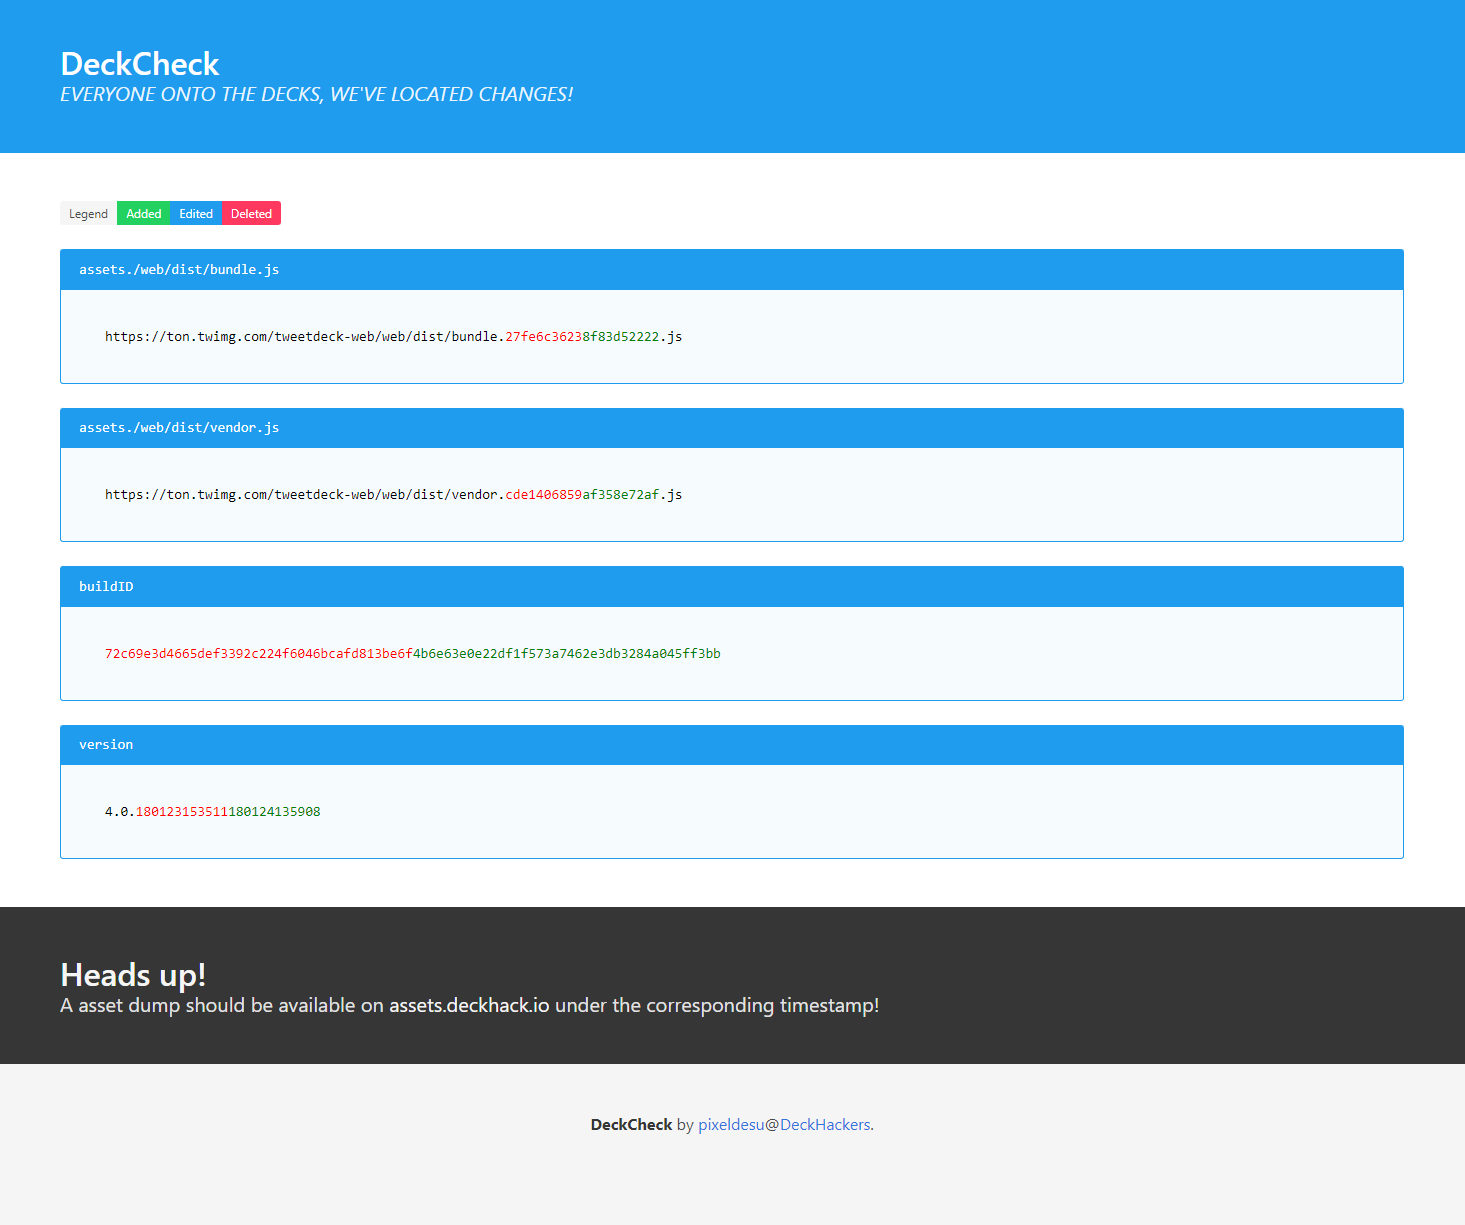 DeckCheck
EVERYONE ONTO THE DECKS, WE'VE LOCATED CHANGES!
Legend Added Edited Deleted
assets./web/dist/bundle.js
https://ton.twimg.com/tweetdeck-web/web/dist/bundle.27fe6c36238f83d52222.js
assets./web/dist/vendor.js
https://ton.twimg.com/tweetdeck-web/web/dist/vendor.cde1406859af358e72af.js
buildID
72c69e3d4665def3392c224f6046bcafd813be6f4b6e63e0e22df1f573a7462e3db3284a045ff3bb
version
4.0.180123153511180124135908
Heads up!
A asset dump should be available on assets.deckhack.io under the corresponding timestamp!
DeckCheck by pixeldesu@DeckHackers.